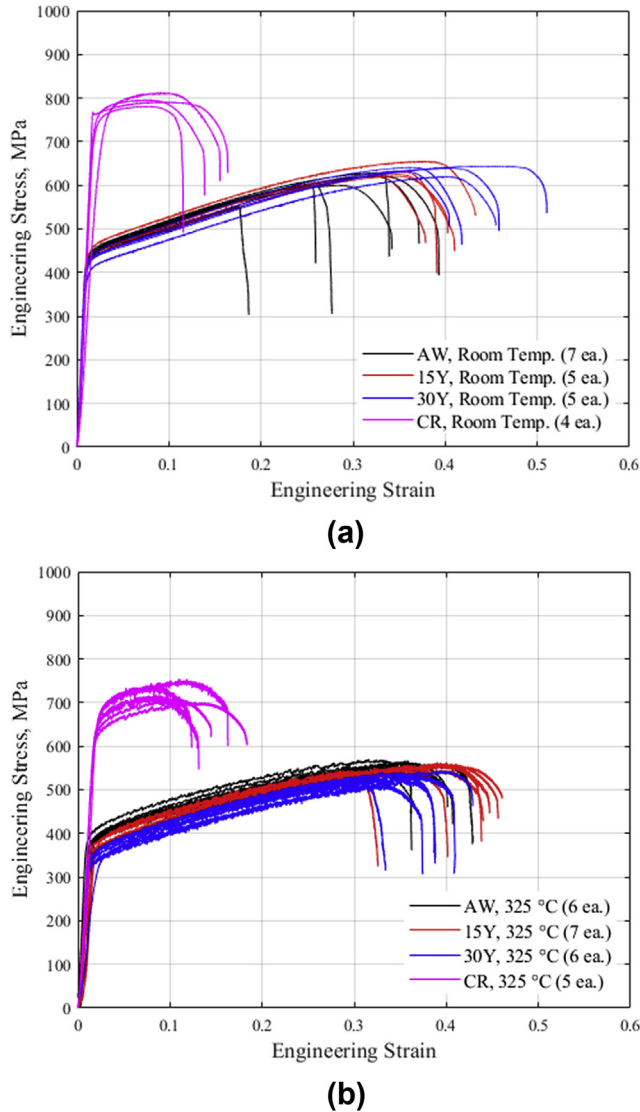 1000
900
800
700
600
500
400
300
200
100
0
Engineering Stress, MPa
AW, Room Temp. (7 ea.)
15Y, Room Temp. (5 ea.)
30Y, Room Temp. (5 ea.)
CR, Room Temp. (4 ea.)
0 0.1 0.2 0.3 0.4 0.5 0.6
Engineering Strain
(a)
1000
900
800
700
600
500
400
300
200
100
0
Engineering Stress, MPa
AW, 325 °C (6 ea.)
15Y, 325 °C (7 ea.)
30Y, 325 °C (6 ea.)
CR, 325 °C (5 ea.)
0 0.1 0.2 0.3 0.4 0.5 0.6
Engineering Strain
(b)